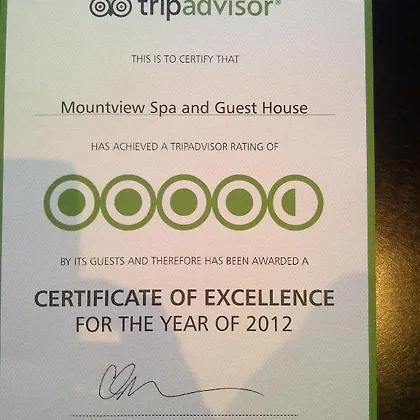 tripadvisor®
THIS IS TO CERTIFY THAT
Mountview Spa and Guest House
HAS ACHIEVED A TRIPADVISOR RATING OF
BY ITS GUESTS AND THEREFORE HAS BEEN AWARDED A
CERTIFICATE OF EXCELLENCE
FOR THE YEAR OF 2012